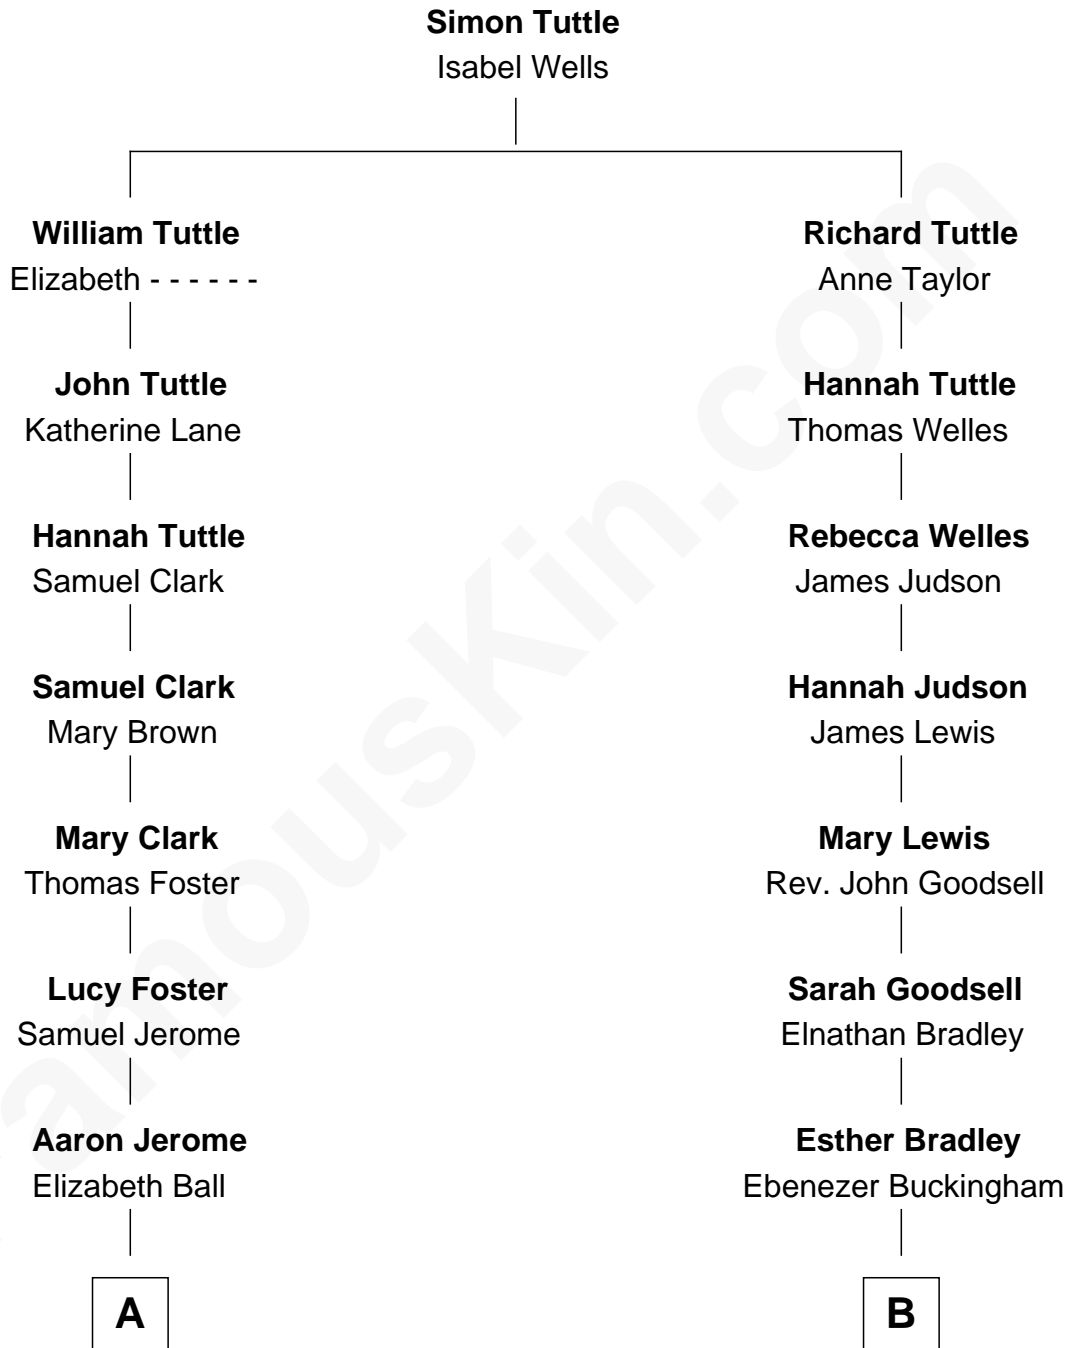 Simon Tuttle
Isabel Wells
William Tuttle
Elizabeth - - - - - -
Richard Tuttle
Anne Taylor
John Tuttle
Katherine Lane
Hannah Tuttle
Thomas Welles
Hannah Tuttle
Samuel Clark
Rebecca Welles
James Judson
Samuel Clark
Mary Brown
Hannah Judson
James Lewis
Mary Clark
Thomas Foster
Mary Lewis
Rev. John Goodsell
Lucy Foster
Samuel Jerome
Sarah Goodsell
Elnathan Bradley
Aaron Jerome
Elizabeth Ball
Esther Bradley
Ebenezer Buckingham
A
B
amousKin.com